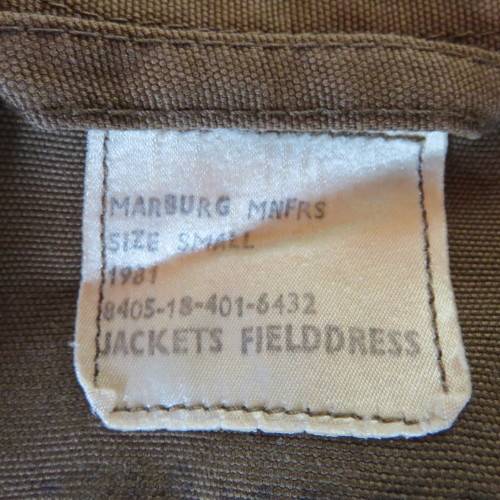 MARBURG MNFRS
SIZE SMALL
1981
8405-18-401-6432
JACKETS FIELDDRESS